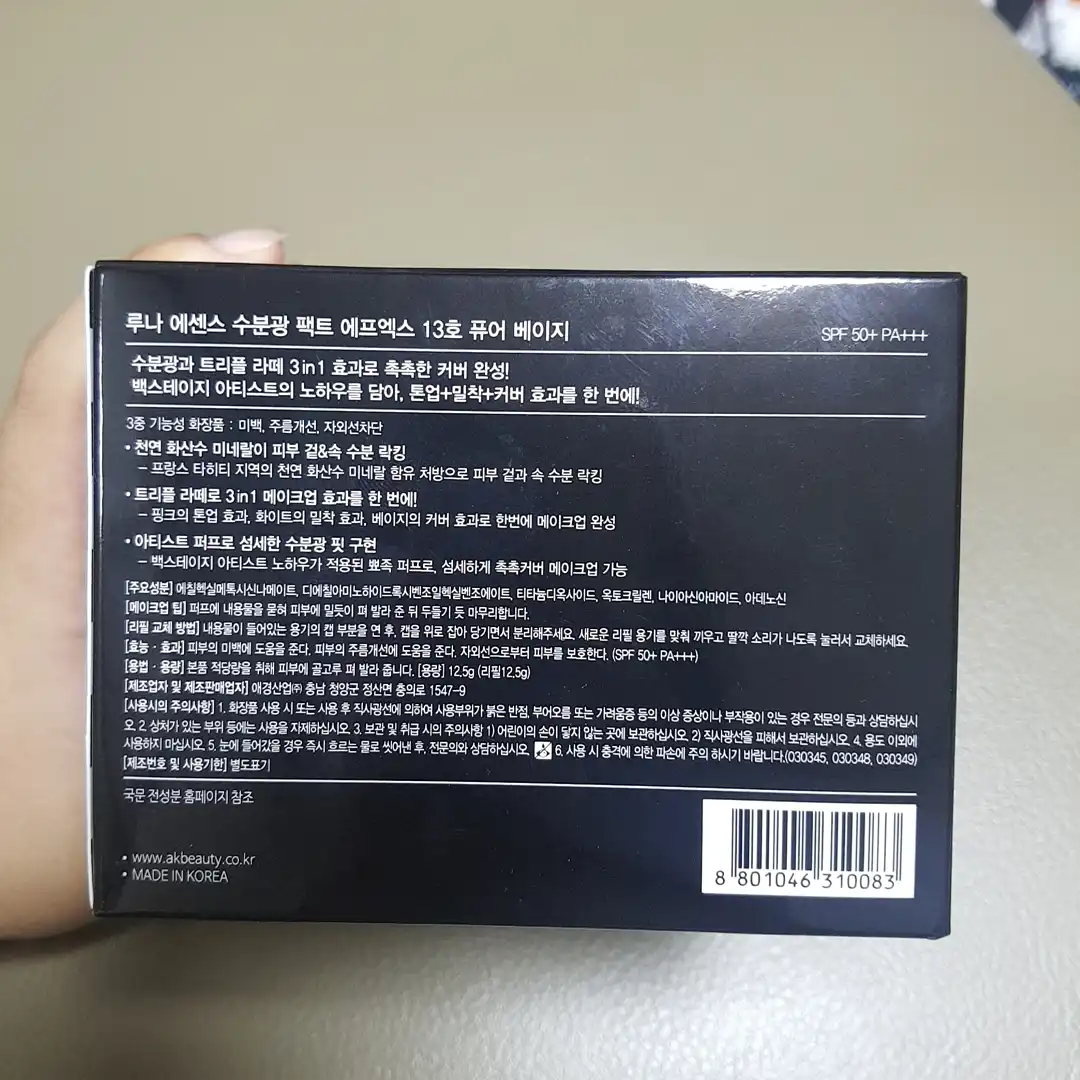 루나 에센스 수분광 팩트 에프엑스 13호 퓨어 베이지
SPF 50+ PA+++
수분광과 트리플 라떼 3in1 효과로 촉촉한 커버 완성!
백스테이지 아티스트의 노하우를 담아, 톤업+밀착+커버 효과를 한 번에!
3중 기능성 화장품 : 미백, 주름개선, 자외선차단
• 천연 화산수 미네랄이 피부 겉&속 수분 락킹
– 프랑스 타히티 지역의 천연 화산수 미네랄 함유 처방으로 피부 겉과 속 수분 락킹
• 트리플 라떼로 3in1 메이크업 효과를 한 번에!
– 핑크의 톤업 효과, 화이트의 밀착 효과, 베이지의 커버 효과로 한번에 메이크업 완성
• 아티스트 퍼프로 섬세한 수분광 핏 구현
– 백스테이지 아티스트 노하우가 적용된 뾰족 퍼프로, 섬세하게 촉촉커버 메이크업 가능
[주요성분] 에칠헥실메톡시신나메이트, 디에칠아미노하이드록시벤조일헥실벤조에이트, 티타늄디옥사이드, 옥토크릴렌, 나이아신아마이드, 아데노신
[메이크업 팁] 퍼프에 내용물을 묻혀 피부에 밀듯이 펴 발라 준 뒤 두들기 듯 마무리합니다.
[리필 교체 방법] 내용물이 들어있는 용기의 캡 부분을 연 후, 캡을 위로 잡아 당기면서 분리해주세요. 새로운 리필 용기를 맞춰 끼우고 딸깍 소리가 나도록 눌러서 교체하세요.
[효능 · 효과] 피부의 미백에 도움을 준다. 피부의 주름개선에 도움을 준다. 자외선으로부터 피부를 보호한다. (SPF 50+ PA+++)
[용법 · 용량] 본품 적당량을 취해 피부에 골고루 펴 발라 줍니다. [용량] 12.5g (리필12.5g)
[제조업자 및 제조판매업자] 애경산업㈜ 충남 청양군 정산면 충의로 1547-9
[사용시의 주의사항] 1. 화장품 사용 시 또는 사용 후 직사광선에 의하여 사용부위가 붉은 반점, 부어오름 또는 가려움증 등의 이상 증상이나 부작용이 있는 경우 전문의 등과 상담하십시
오. 2. 상처가 있는 부위 등에는 사용을 자제하십시오. 3. 보관 및 취급 시의 주의사항 1) 어린이의 손이 닿지 않는 곳에 보관하십시오. 2) 직사광선을 피해서 보관하십시오. 4. 용도 이외에
사용하지 마십시오. 5. 눈에 들어갔을 경우 즉시 흐르는 물로 씻어낸 후, 전문의와 상담하십시오. 6. 사용 시 충격에 의한 파손에 주의 하시기 바랍니다.(030345, 030348, 030349)
[제조번호 및 사용기한] 별도표기
국문 전성분 홈페이지 참조
• www.akbeauty.co.kr
• MADE IN KOREA
8 801046 310083